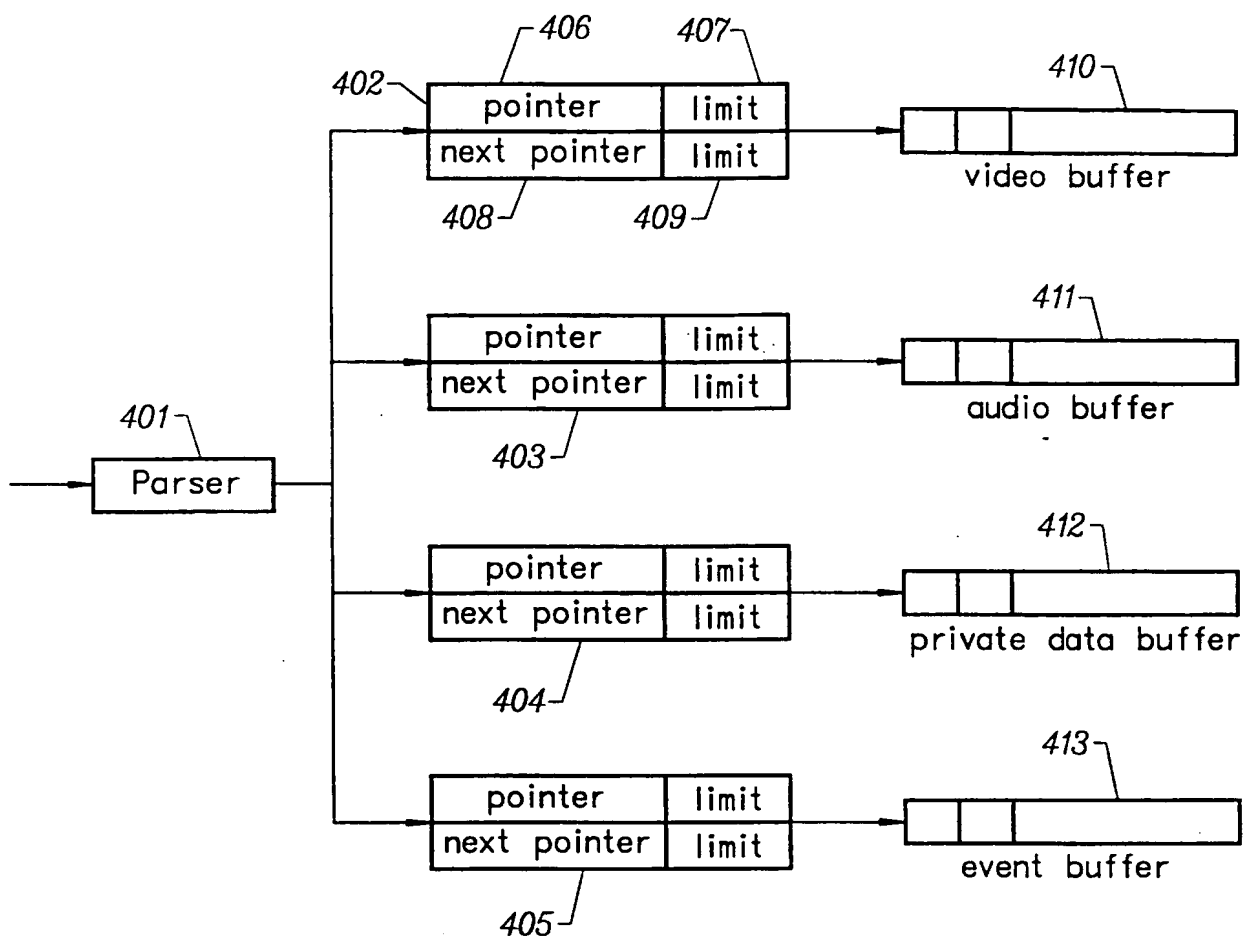 406
407
402
410
pointer limit
next pointer limit
video buffer
408
409
411
pointer limit
next pointer limit
audio buffer
401
403
Parser
412
pointer limit
next pointer limit
private data buffer
404
413
pointer limit
next pointer limit
event buffer
405